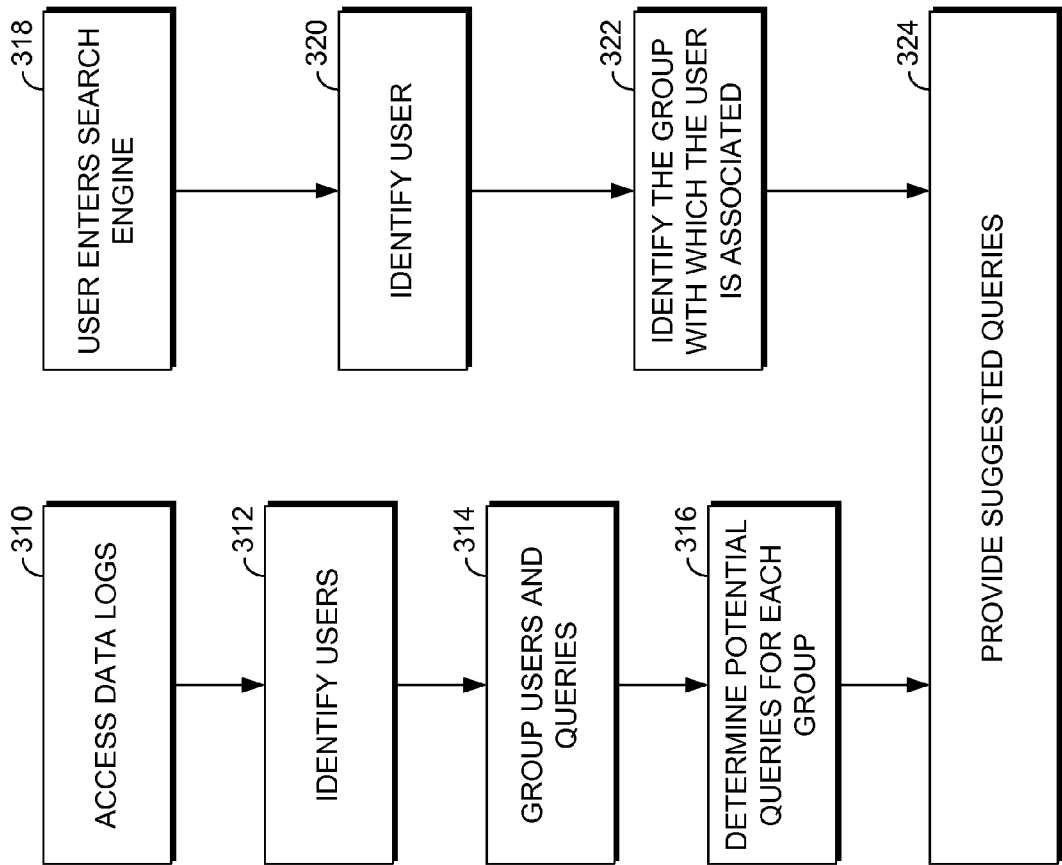 310
ACCESS DATA LOGS
312
IDENTIFY USERS
314
GROUP USERS AND
QUERIES
316
DETERMINE POTENTIAL
QUERIES FOR EACH
GROUP
318
USER ENTERS SEARCH
ENGINE
320
IDENTIFY USER
322
IDENTIFY THE GROUP
WITH WHICH THE USER
IS ASSOCIATED
324
PROVIDE SUGGESTED QUERIES